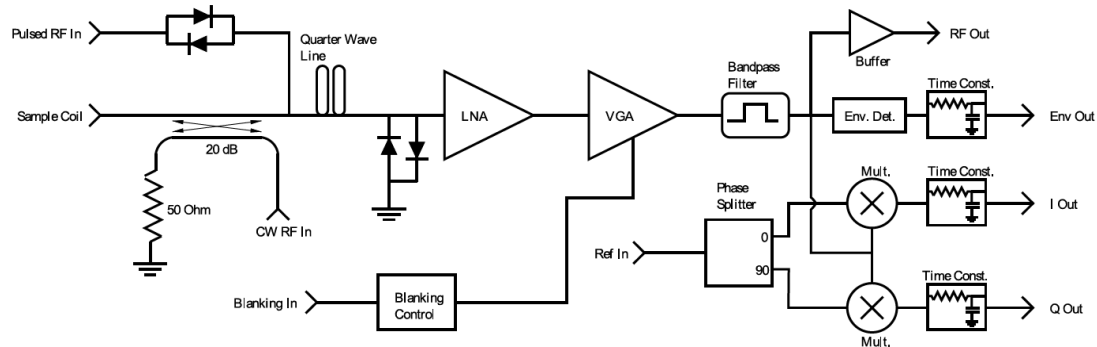 Pulsed RF In
Quarter Wave
Line
Sample Coil
20 dB
50 Ohm
CW RF In
LNA
VGA
Bandpass
Filter
Buffer
RF Out
Env. Det.
Time Const.
Env Out
Mult.
Time Const.
I Out
Phase
Splitter
0
90
Ref In
Blanking In
Blanking
Control
Time Const.
Q Out
Mult.